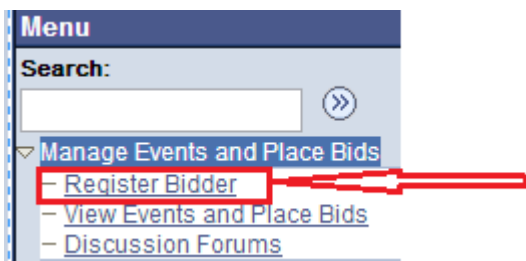 Menu
Search:
Manage Events and Place Bids
– Register Bidder
– View Events and Place Bids
– Discussion Forums